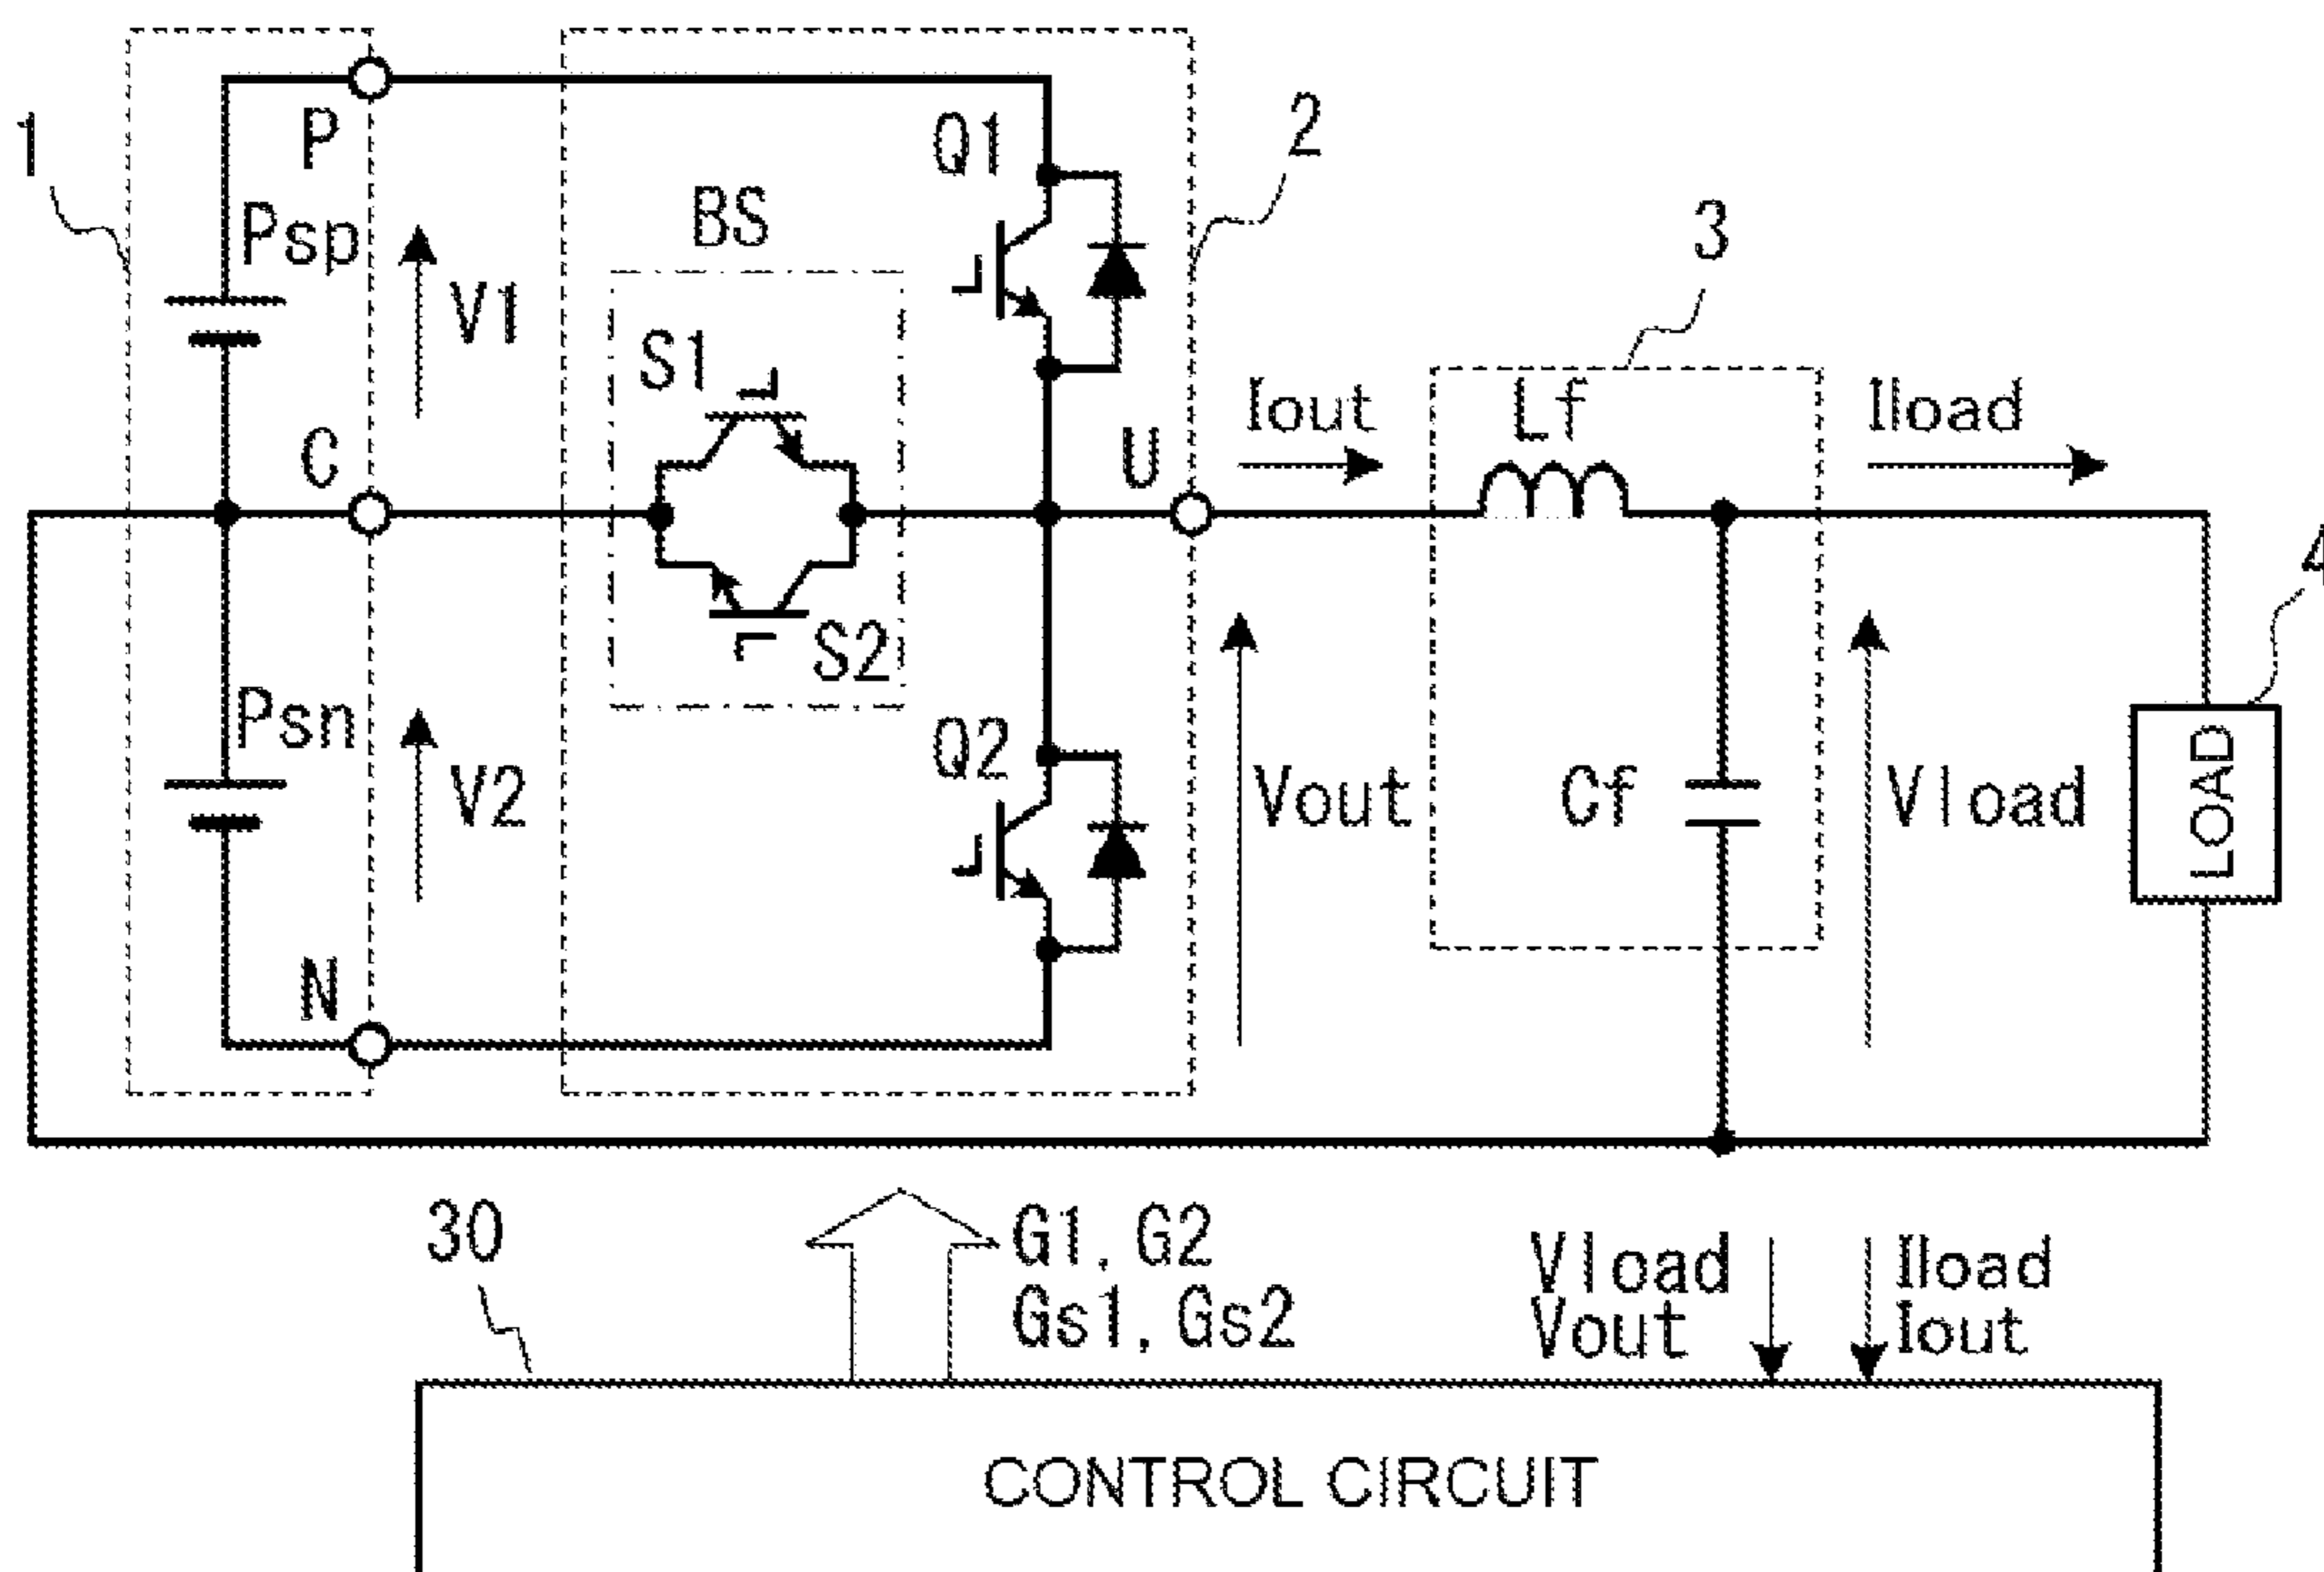 1
P
Psp
V1
C
Psn
V2
N
BS
S1
S2
Q1
Q2
2
U
Iout
Vout
3
Lf
Cf
Iload
Vload
4
LOAD
30
G1, G2
Gs1, Gs2
Vload
Vout
Iload
Iout
CONTROL CIRCUIT